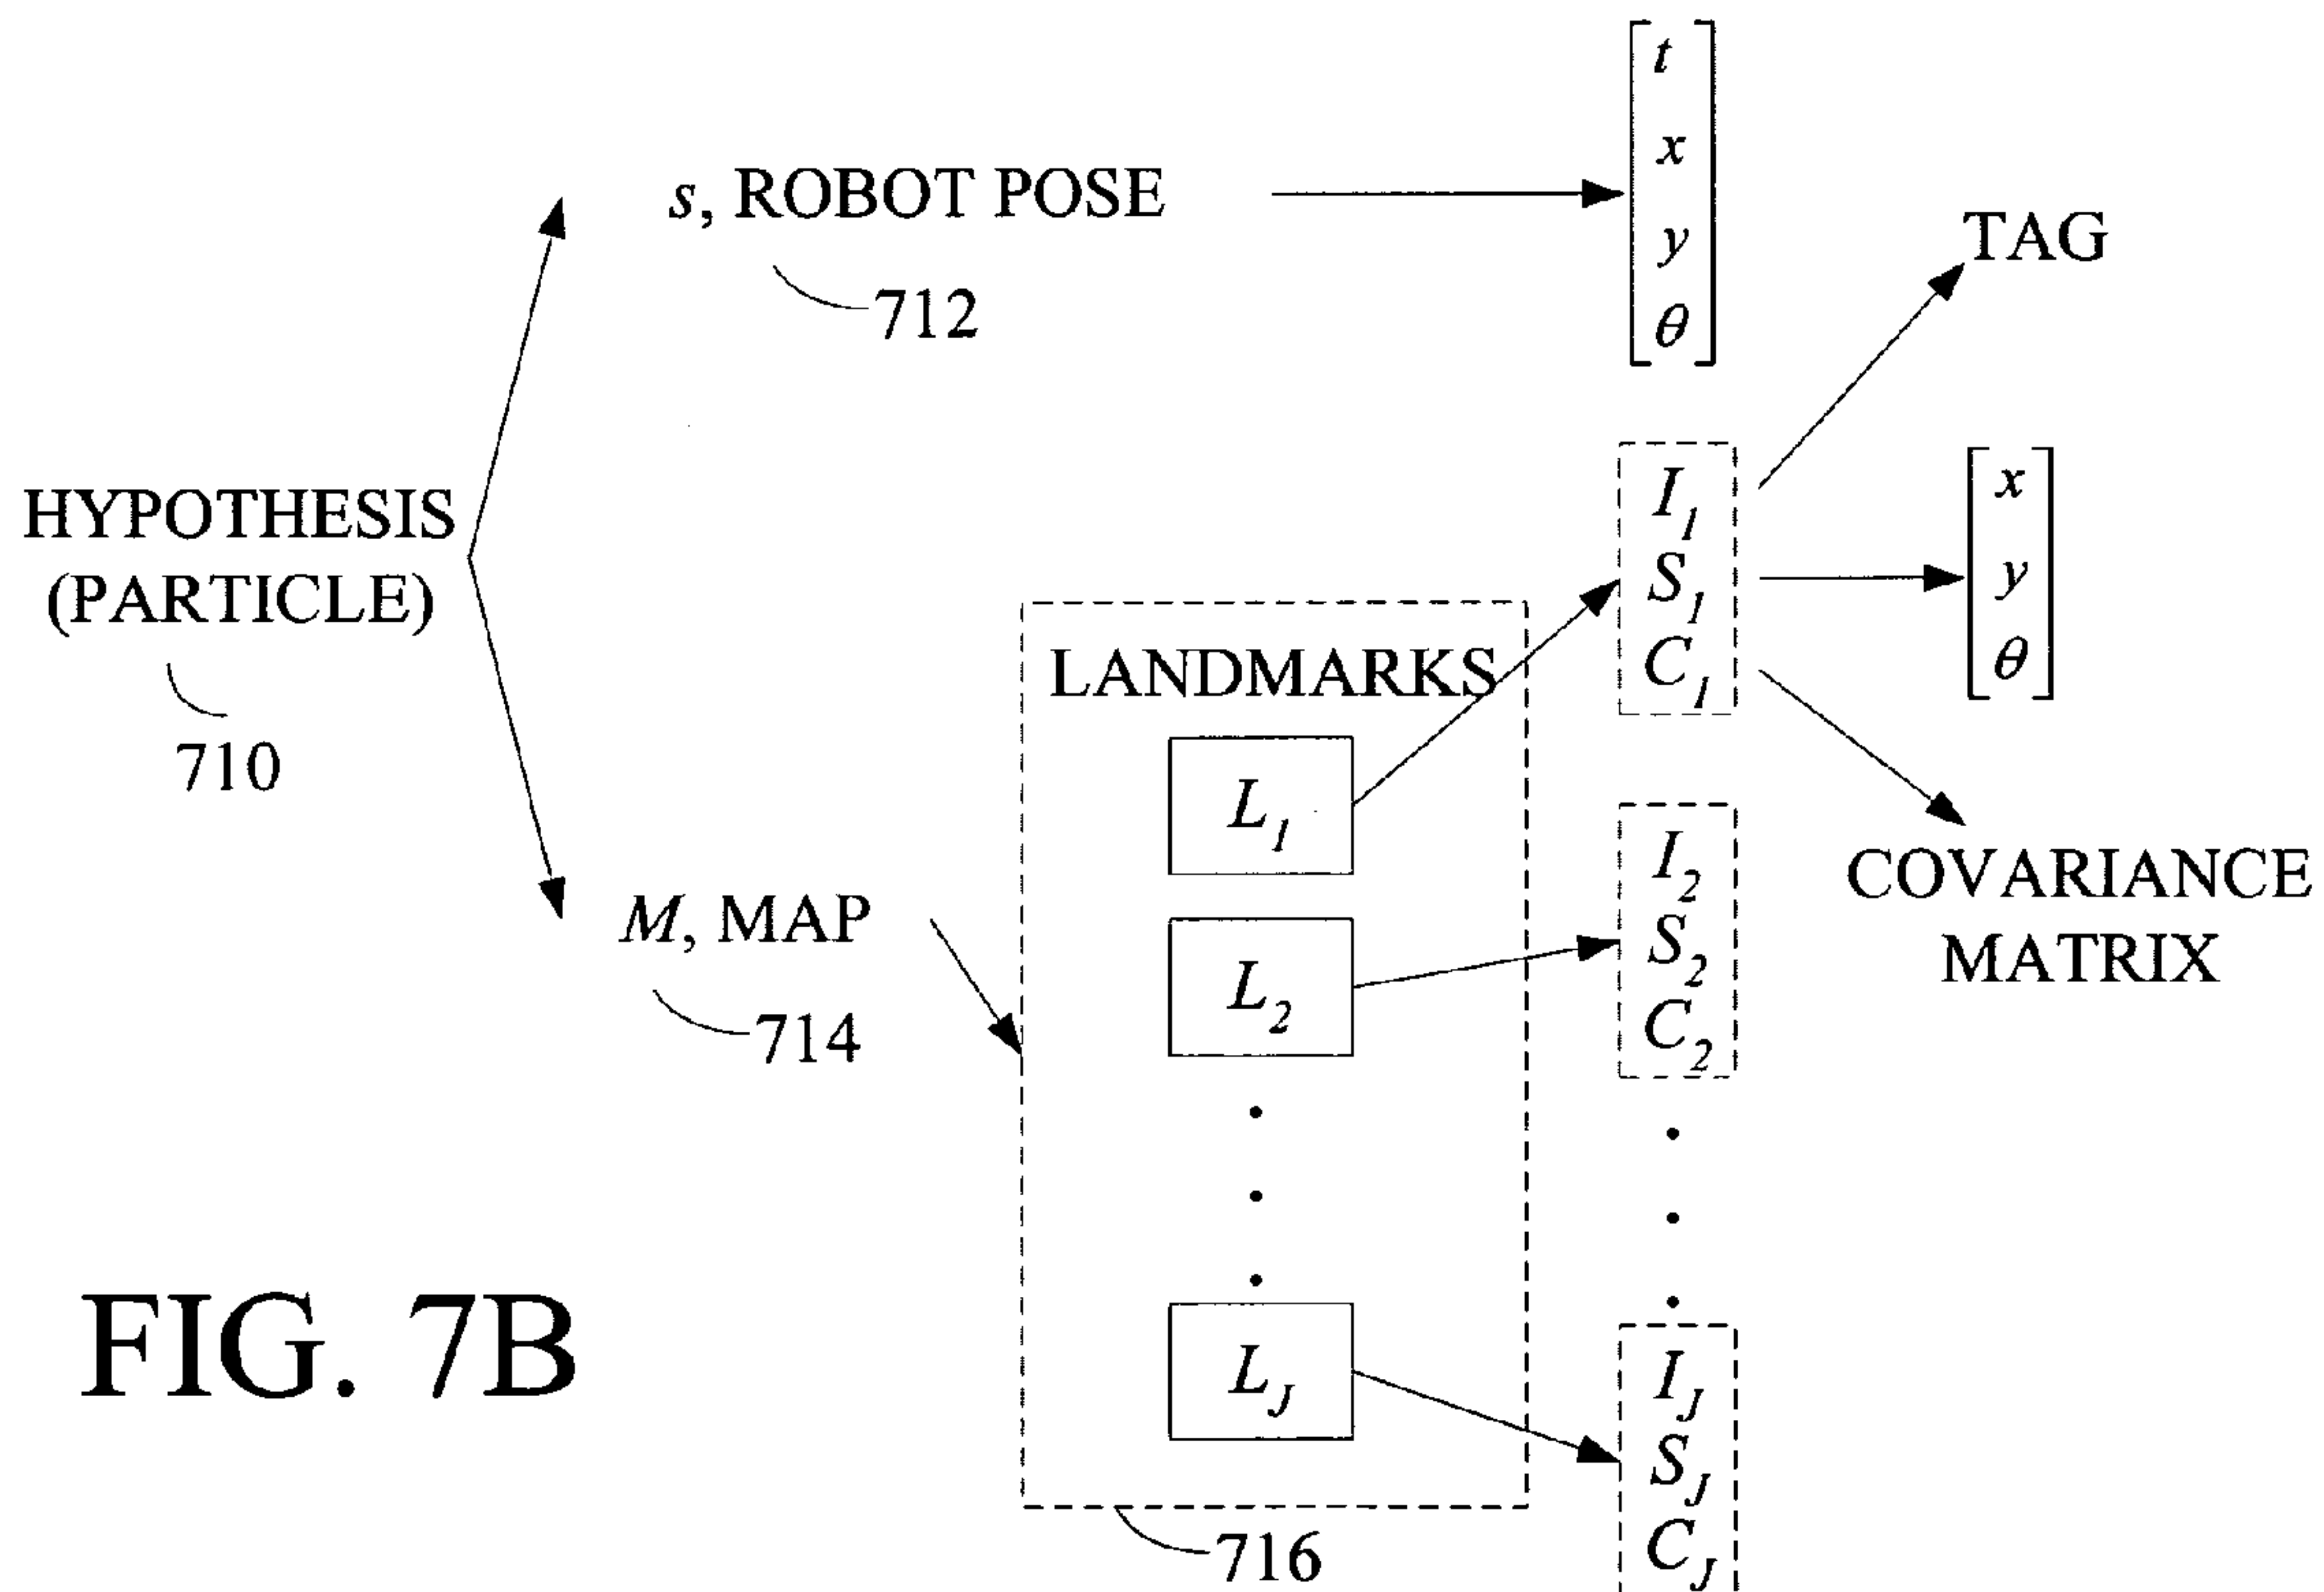 s, ROBOT POSE
712
t
x
y
θ
TAG
HYPOTHESIS
(PARTICLE)
710
M, MAP
714
LANDMARKS
L1
L2
LJ
716
I1
S1
C1
x
y
θ
COVARIANCE
MATRIX
I2
S2
C2
IJ
SJ
CJ
FIG. 7B